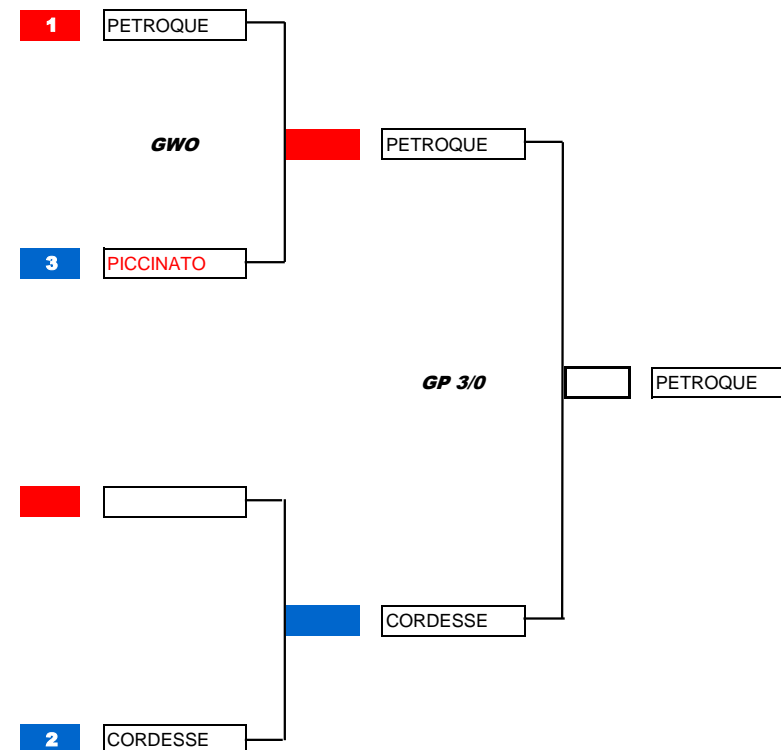 1 PETROQUE
GWO
PETROQUE
3 PICCINATO
GP 3/0
PETROQUE
CORDESSE
2 CORDESSE